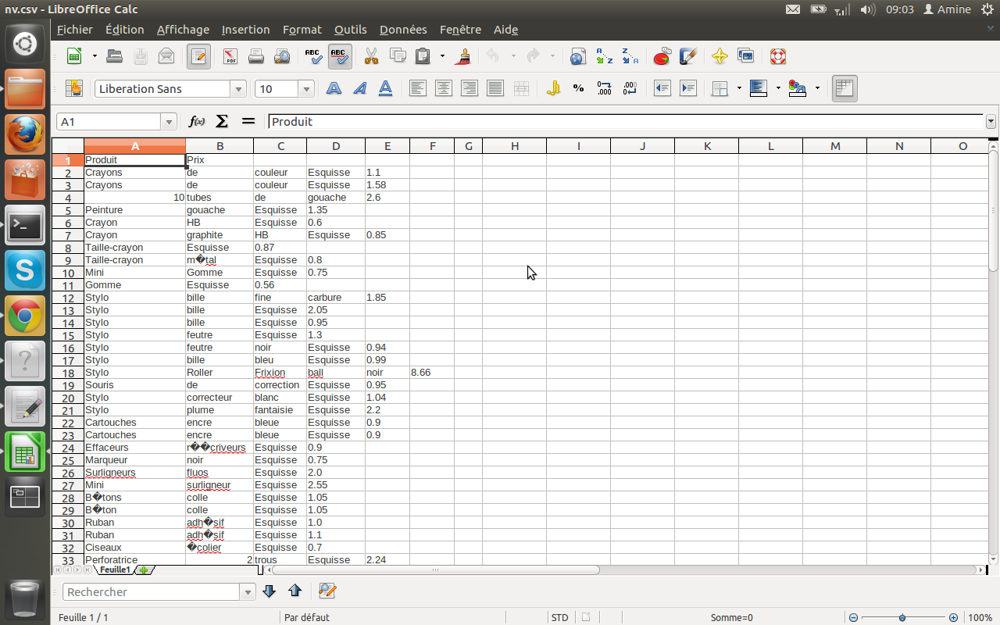 nv.csv - LibreOffice Calc 09:03 Amine
Fichier Édition Affichage Insertion Format Outils Données Fenêtre Aide
Liberation Sans 10
A1 Produit
A B C D E F G H I J K L M N O
1 Produit Prix
2 Crayons de couleur Esquisse 1.1
3 Crayons de couleur Esquisse 1.58
4 10 tubes de gouache 2.6
5 Peinture gouache Esquisse 1.35
6 Crayon HB Esquisse 0.6
7 Crayon graphite HB Esquisse 0.85
8 Taille-crayon Esquisse 0.87
9 Taille-crayon m�tal Esquisse 0.8
10 Mini Gomme Esquisse 0.75
11 Gomme Esquisse 0.56
12 Stylo bille fine carbure 1.85
13 Stylo bille Esquisse 2.05
14 Stylo bille Esquisse 0.95
15 Stylo feutre Esquisse 1.3
16 Stylo feutre noir Esquisse 0.94
17 Stylo bille bleu Esquisse 0.99
18 Stylo Roller Frixion ball noir 8.66
19 Souris de correction Esquisse 0.95
20 Stylo correcteur blanc Esquisse 1.04
21 Stylo plume fantaisie Esquisse 2.2
22 Cartouches encre bleue Esquisse 0.9
23 Cartouches encre bleue Esquisse 0.9
24 Effaceurs r��criveurs Esquisse 0.9
25 Marqueur noir Esquisse 0.75
26 Surligneurs fluos Esquisse 2.0
27 Mini surligneur Esquisse 2.55
28 B�tons colle Esquisse 1.05
29 B�ton colle Esquisse 1.05
30 Ruban adh�sif Esquisse 1.0
31 Ruban adh�sif Esquisse 1.1
32 Ciseaux �colier Esquisse 0.7
33 Perforatrice 2 trous Esquisse 2.24
Feuille1
Rechercher
Feuille 1 / 1 Par défaut STD Somme=0 100%